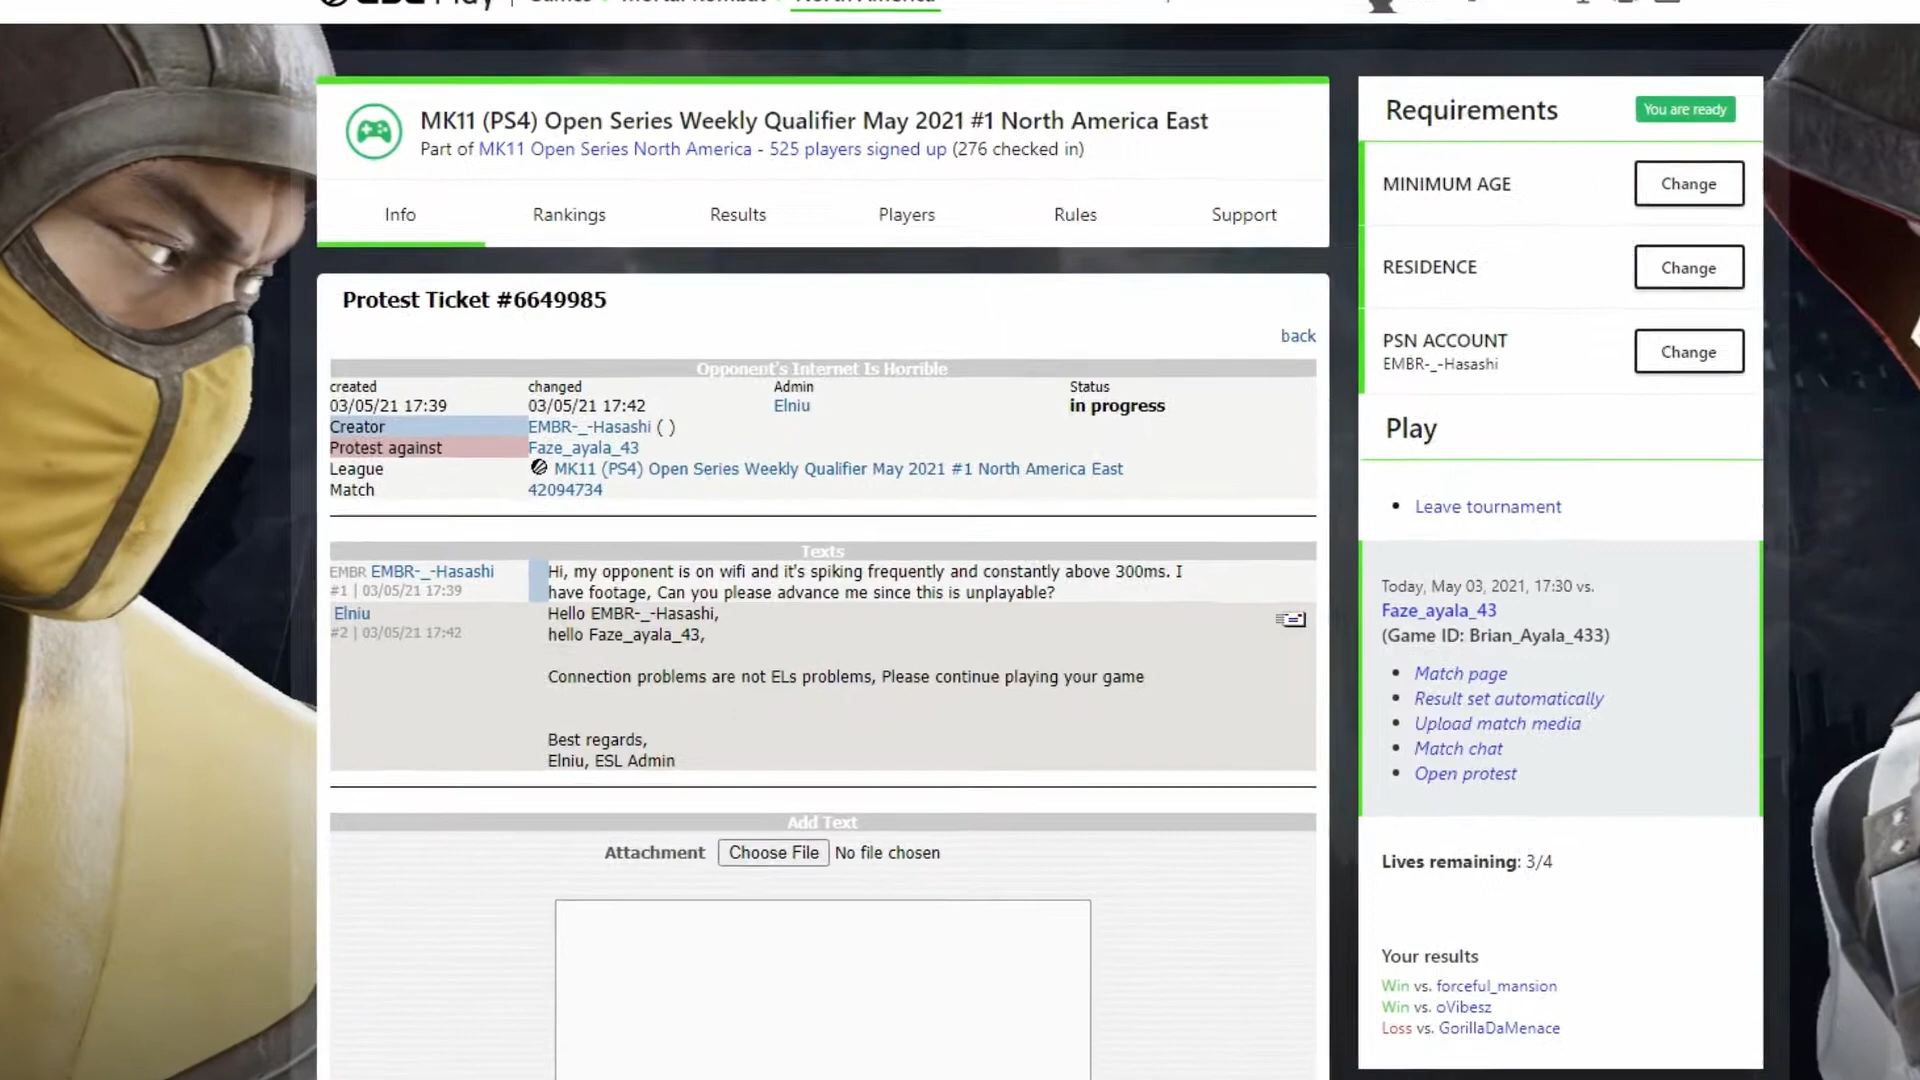 MK11 (PS4) Open Series Weekly Qualifier May 2021 #1 North America East
Part of MK11 Open Series North America - 525 players signed up (276 checked in)
Info Rankings Results Players Rules Support
Protest Ticket #6649985
back
Opponent's Internet Is Horrible
created changed Admin Status
03/05/21 17:39 03/05/21 17:42 Elniu in progress
Creator EMBR-_-Hasashi ( )
Protest against Faze_ayala_43
League MK11 (PS4) Open Series Weekly Qualifier May 2021 #1 North America East
Match 42094734
Texts
EMBR EMBR-_-Hasashi
#1 | 03/05/21 17:39
Hi, my opponent is on wifi and it's spiking frequently and constantly above 300ms. I
have footage, Can you please advance me since this is unplayable?
Elniu
#2 | 03/05/21 17:42
Hello EMBR-_-Hasashi,
hello Faze_ayala_43,
Connection problems are not ELs problems, Please continue playing your game
Best regards,
Elniu, ESL Admin
Add Text
Attachment Choose File No file chosen
Requirements You are ready
MINIMUM AGE Change
RESIDENCE Change
PSN ACCOUNT
EMBR-_-Hasashi
Change
Play
Leave tournament
Today, May 03, 2021, 17:30 vs.
Faze_ayala_43
(Game ID: Brian_Ayala_433)
Match page
Result set automatically
Upload match media
Match chat
Open protest
Lives remaining: 3/4
Your results
Win vs. forceful_mansion
Win vs. oVibesz
Loss vs. GorillaDaMenace